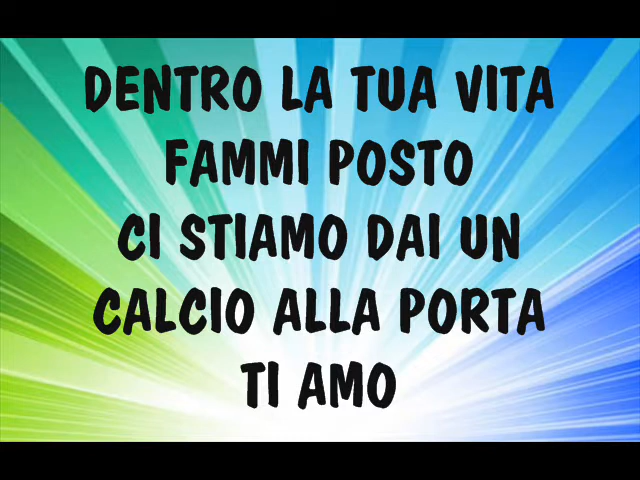 DENTRO LA TUA VITA
FAMMI POSTO
CI STIAMO DAI UN
CALCIO ALLA PORTA
TI AMO